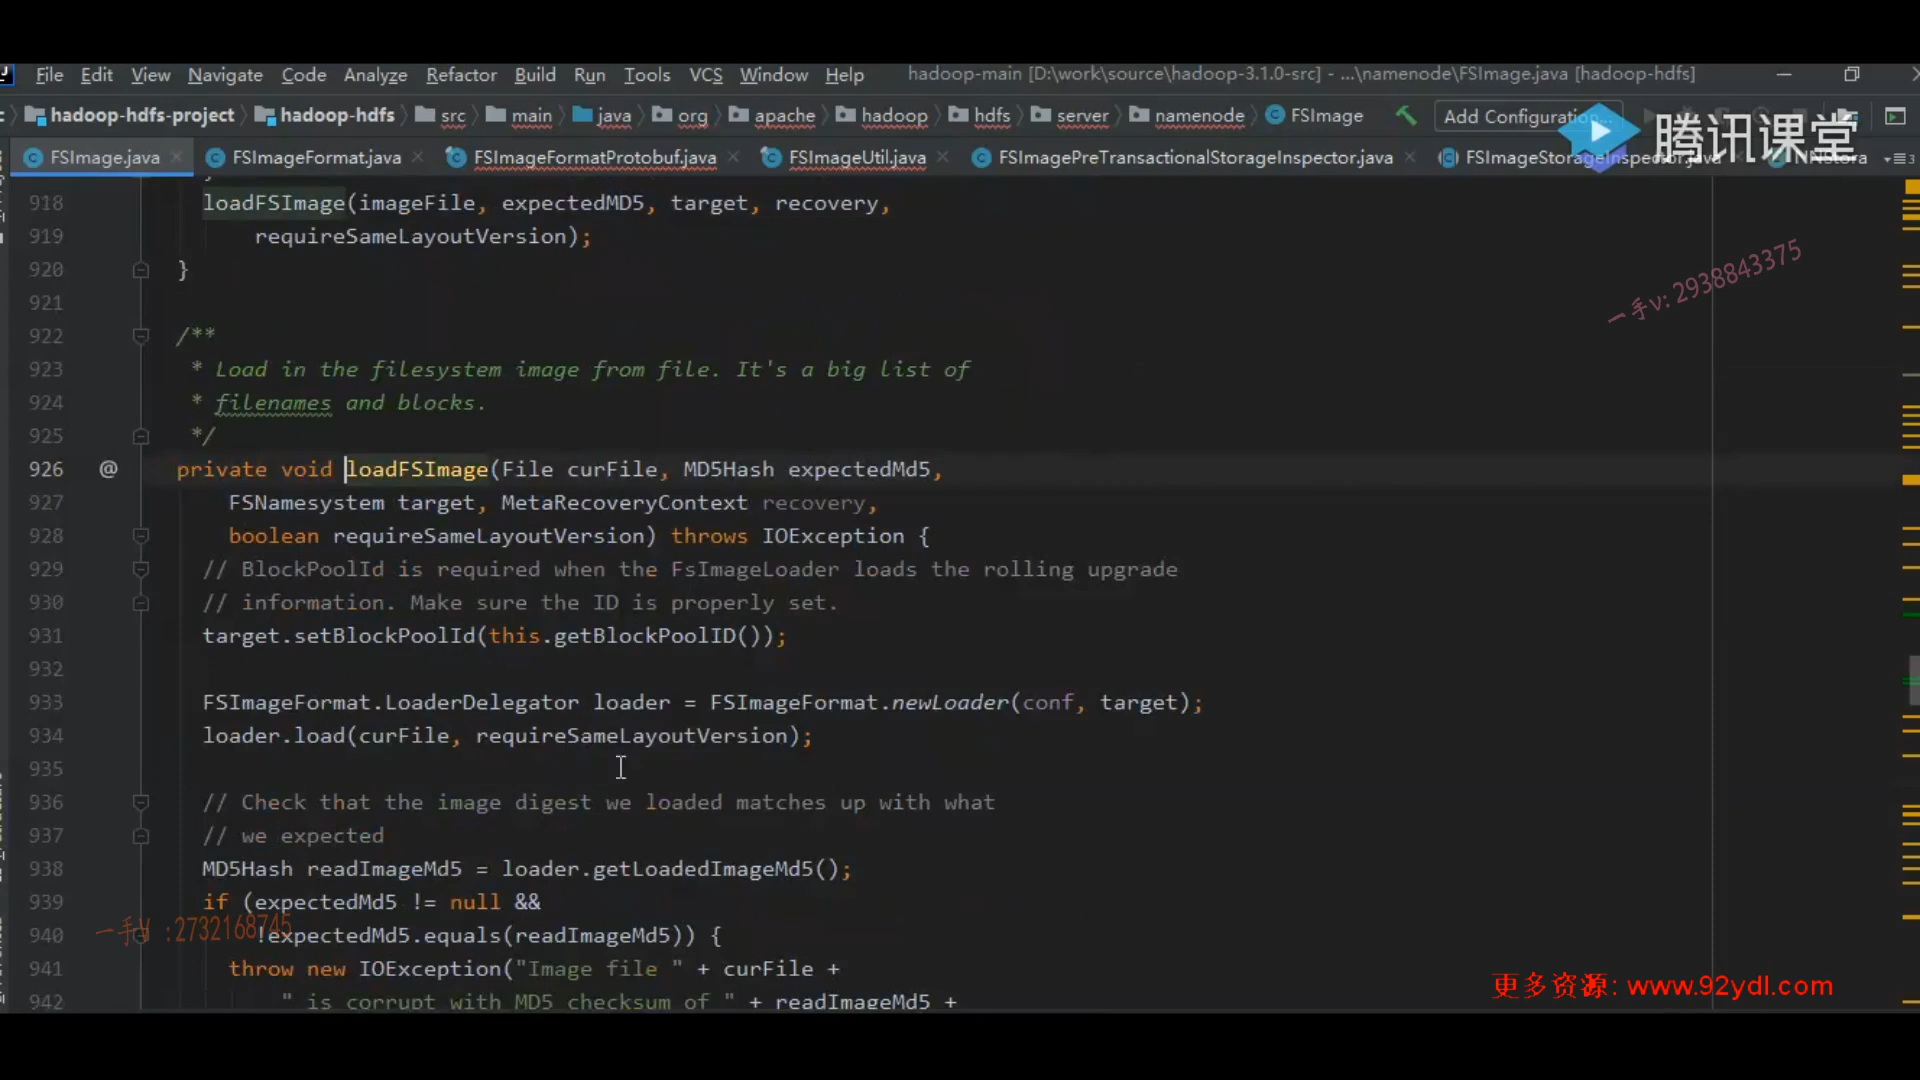 File Edit View Navigate Code Analyze Refactor Build Run Tools VCS Window Help hadoop-main [D:\work\source\hadoop-3.1.0-src] - ...\namenode\FSImage.java [hadoop-hdfs]
hadoop-hdfs-project hadoop-hdfs src main java org apache hadoop hdfs server namenode FSImage Add Configuration...
腾讯课堂
FSImage.java FSImageFormat.java FSImageFormatProtobuf.java FSImageUtil.java FSImagePreTransactionalStorageInspector.java FSImageStorageInspector.java
918 loadFSImage(imageFile, expectedMD5, target, recovery,
919 requireSameLayoutVersion);
920 }
921
922 /**
923 * Load in the filesystem image from file. It's a big list of
924 * filenames and blocks.
925 */
926 @ private void loadFSImage(File curFile, MD5Hash expectedMd5,
927 FSNamesystem target, MetaRecoveryContext recovery,
928 boolean requireSameLayoutVersion) throws IOException {
929 // BlockPoolId is required when the FsImageLoader loads the rolling upgrade
930 // information. Make sure the ID is properly set.
931 target.setBlockPoolId(this.getBlockPoolID());
932
933 FSImageFormat.LoaderDelegator loader = FSImageFormat.newLoader(conf, target);
934 loader.load(curFile, requireSameLayoutVersion);
935
936 // Check that the image digest we loaded matches up with what
937 // we expected
938 MD5Hash readImageMd5 = loader.getLoadedImageMd5();
939 if (expectedMd5 != null &&
940 !expectedMd5.equals(readImageMd5)) {
941 throw new IOException("Image file " + curFile +
942 " is corrupt with MD5 checksum of " + readImageMd5 +
一手v: 2938843375
一手V :2732168745
更多资源: www.92ydl.com